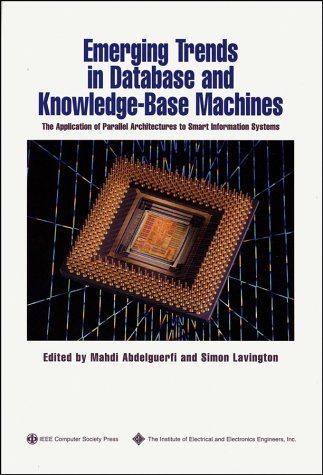 Emerging Trends
in Database and
Knowledge-Base Machines
The Application of Parallel Architectures to Smart Information Systems
Edited by Mahdi Abdelguerfi and Simon Lavington
IEEE Computer Society Press The Institute of Electrical and Electronics Engineers, Inc.